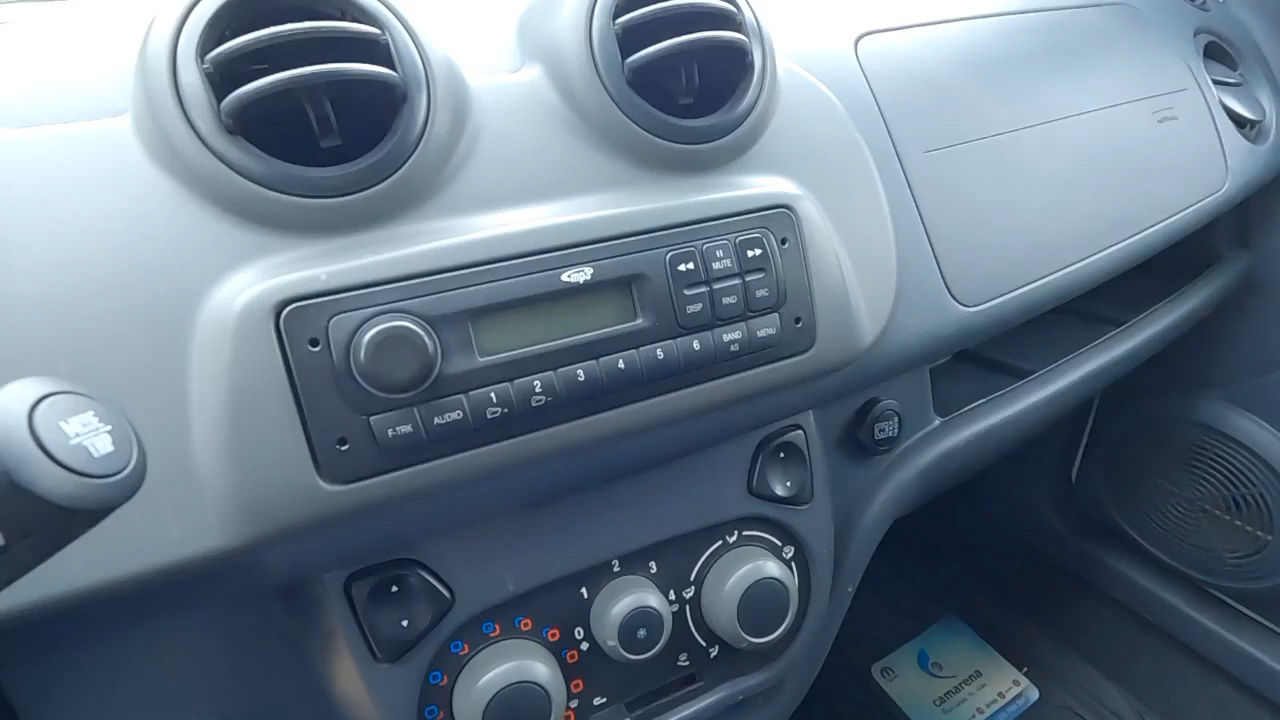 mp3
MUTE
DISP
RND
SRC
F-TRK
AUDIO
1
2
3
4
5
6
BAND
AS
MENU
0
1
2
3
4
camarena